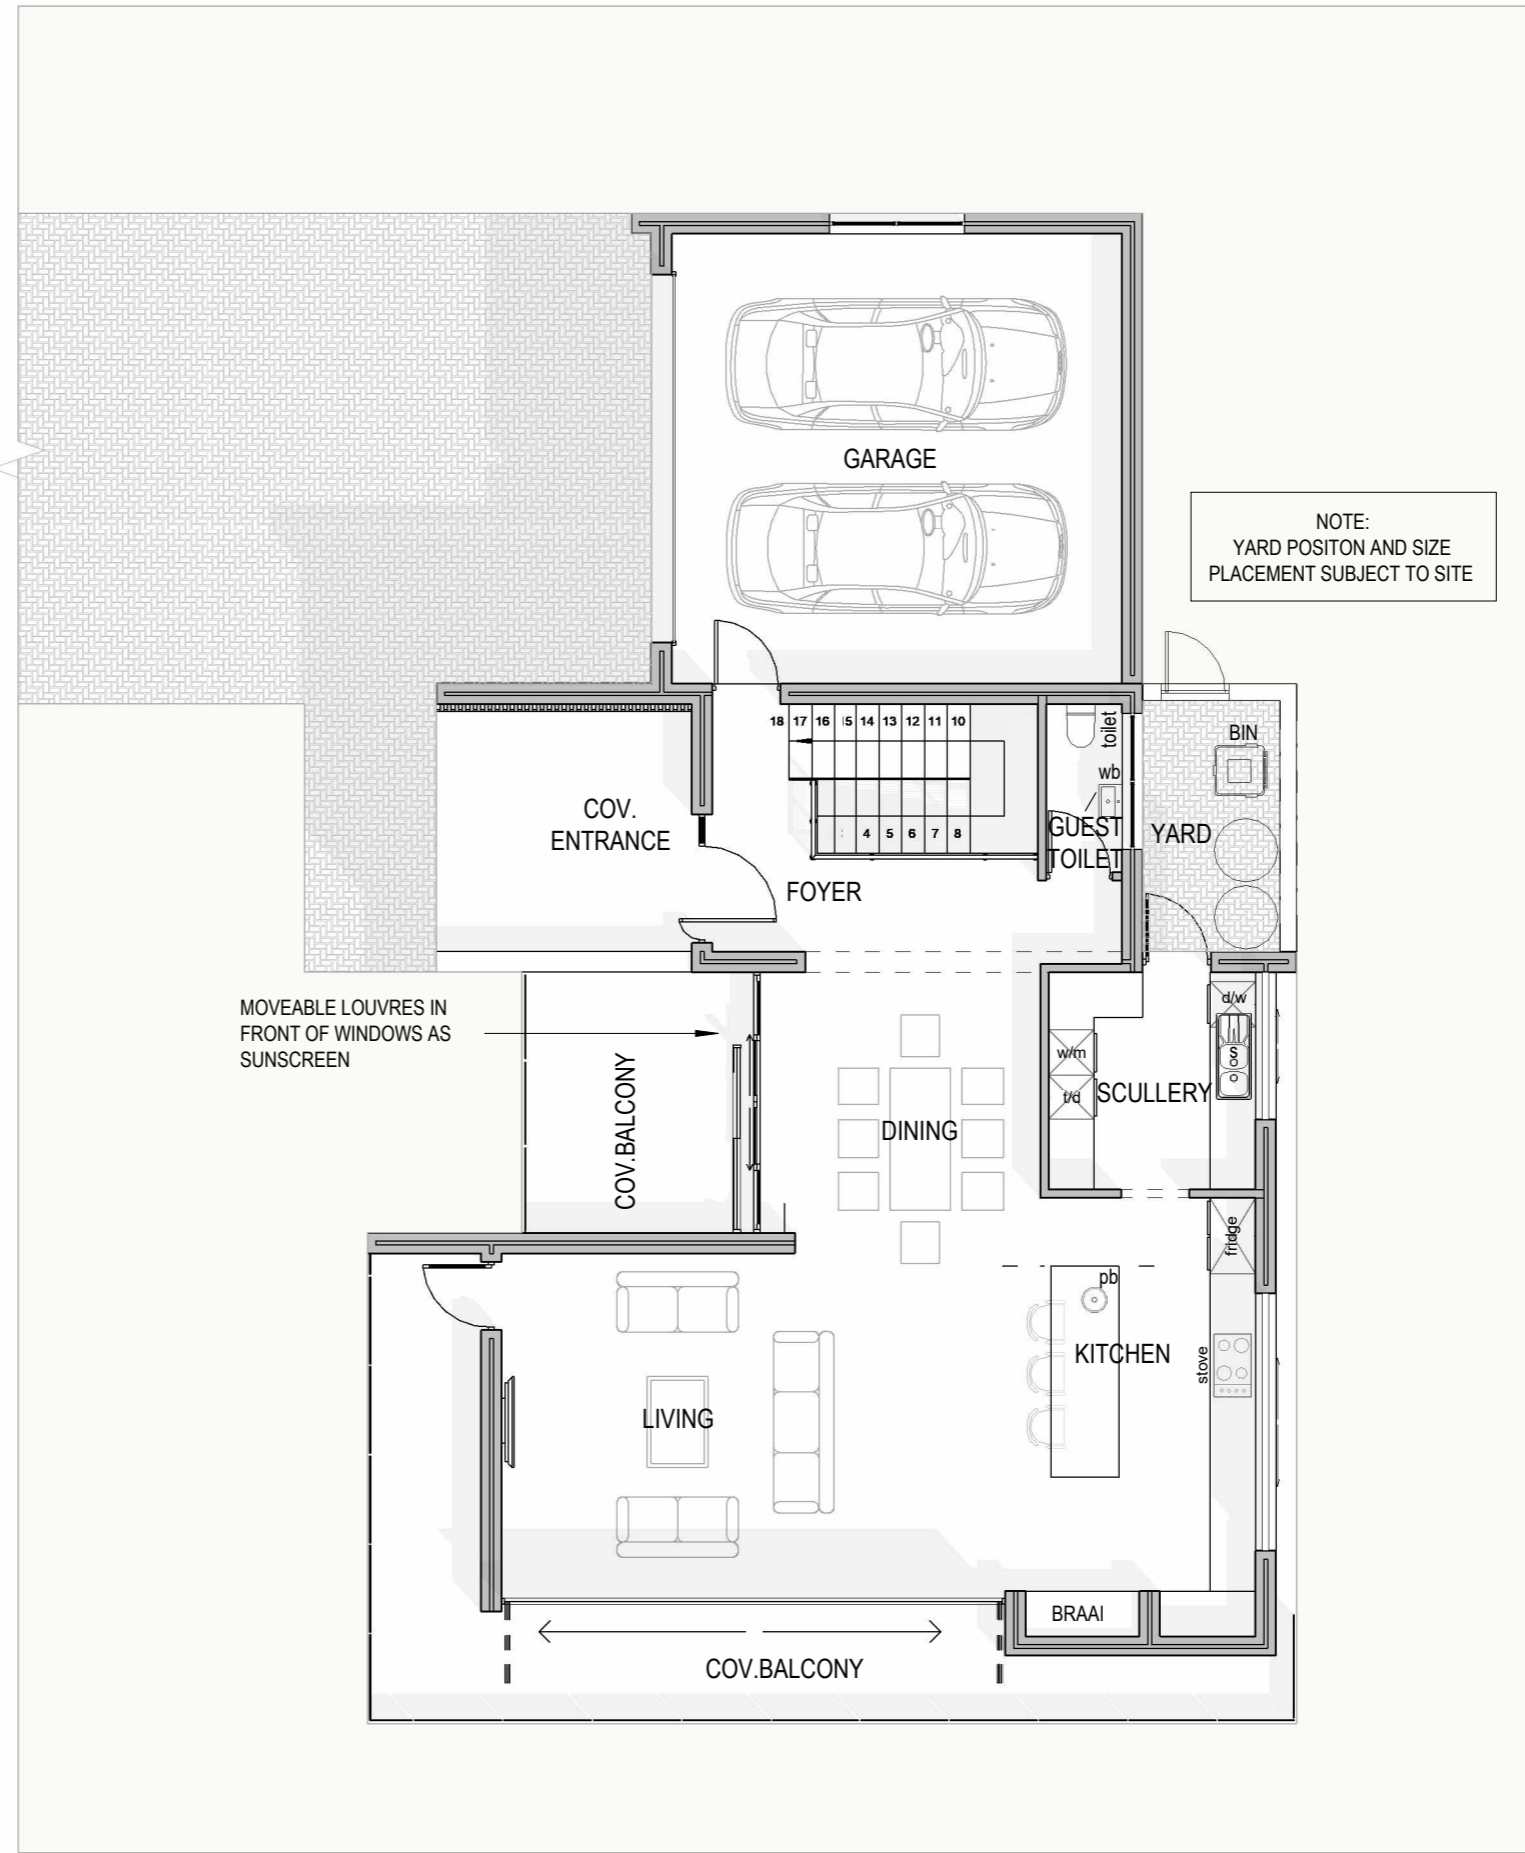 GARAGE
NOTE:
YARD POSITON AND SIZE
PLACEMENT SUBJECT TO SITE
18 17 16 15 14 13 12 11 10
4 5 6 7 8
toilet
wb
GUEST
TOILET
BIN
YARD
COV.
ENTRANCE
FOYER
MOVEABLE LOUVRES IN
FRONT OF WINDOWS AS
SUNSCREEN
COV.BALCONY
DINING
d/w
w/m
t/d
SCULLERY
fridge
pb
KITCHEN
stove
LIVING
BRAAI
COV.BALCONY